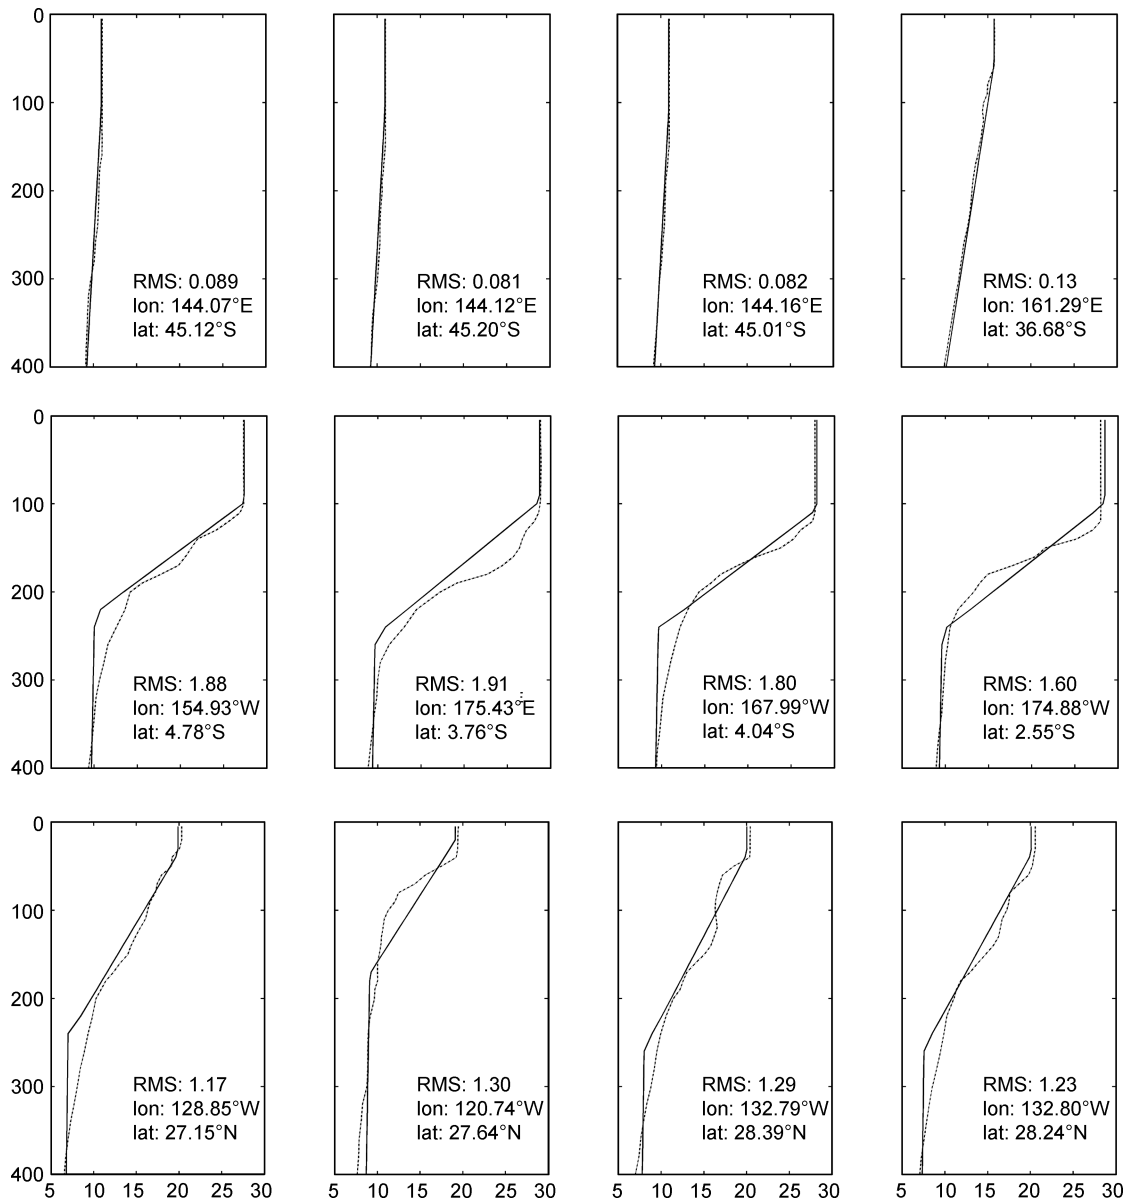 0
100
200
300
400
RMS: 0.089
lon: 144.07°E
lat: 45.12°S
RMS: 0.081
lon: 144.12°E
lat: 45.20°S
RMS: 0.082
lon: 144.16°E
lat: 45.01°S
RMS: 0.13
lon: 161.29°E
lat: 36.68°S
0
100
200
300
400
RMS: 1.88
lon: 154.93°W
lat: 4.78°S
RMS: 1.91
lon: 175.43°E
lat: 3.76°S
RMS: 1.80
lon: 167.99°W
lat: 4.04°S
RMS: 1.60
lon: 174.88°W
lat: 2.55°S
0
100
200
300
400
RMS: 1.17
lon: 128.85°W
lat: 27.15°N
RMS: 1.30
lon: 120.74°W
lat: 27.64°N
RMS: 1.29
lon: 132.79°W
lat: 28.39°N
RMS: 1.23
lon: 132.80°W
lat: 28.24°N
5 10 15 20 25 30 5 10 15 20 25 30 5 10 15 20 25 30 5 10 15 20 25 30